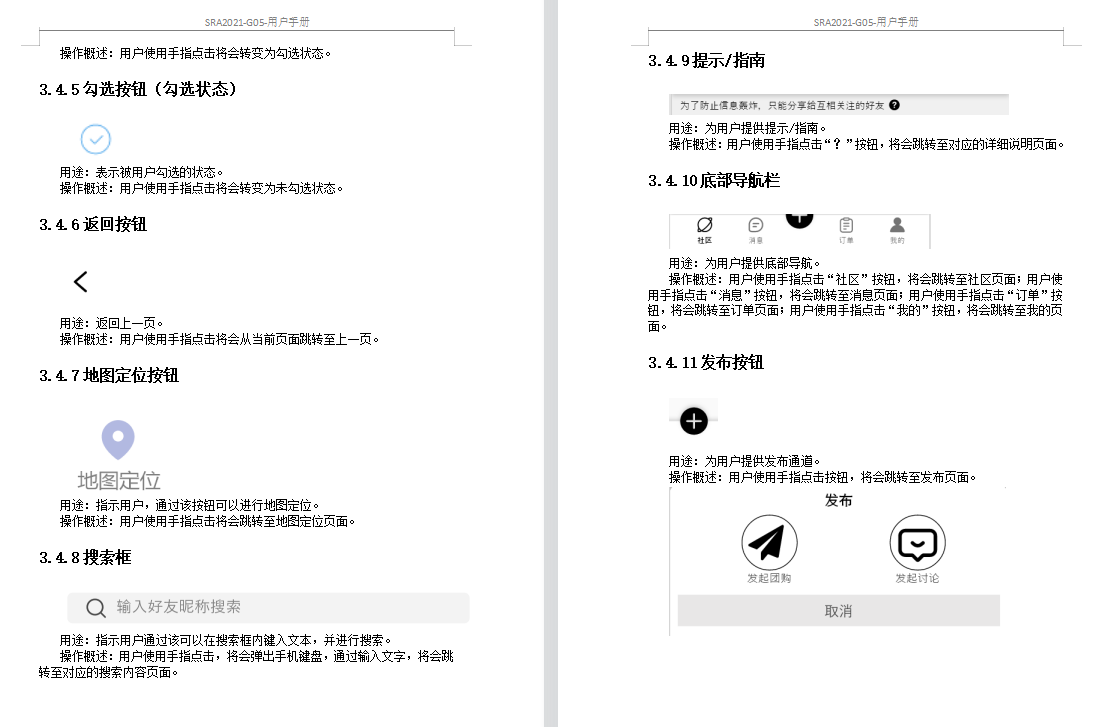 SRA2021-G05-用户手册
操作概述：用户使用手指点击将会转变为勾选状态。
3.4.5 勾选按钮（勾选状态）
用途：表示被用户勾选的状态。
操作概述：用户使用手指点击将会转变为未勾选状态。
3.4.6 返回按钮
用途：返回上一页。
操作概述：用户使用手指点击将会从当前页面跳转至上一页。
3.4.7 地图定位按钮
地图定位
用途：指示用户，通过该按钮可以进行地图定位。
操作概述：用户使用手指点击将会跳转至地图定位页面。
3.4.8 搜索框
输入好友昵称搜索
用途：指示用户通过该可以在搜索框内键入文本，并进行搜索。
操作概述：用户使用手指点击，将会弹出手机键盘，通过输入文字，将会跳
转至对应的搜索内容页面。
SRA2021-G05-用户手册
3.4.9 提示/指南
为了防止信息轰炸，只能分享给互相关注的好友 ?
用途：为用户提供提示/指南。
操作概述：用户使用手指点击“？”按钮，将会跳转至对应的详细说明页面。
3.4.10 底部导航栏
社区 消息 订单 我的
用途：为用户提供底部导航。
操作概述：用户使用手指点击“社区”按钮，将会跳转至社区页面；用户使
用手指点击“消息”按钮，将会跳转至消息页面；用户使用手指点击“订单”按
钮，将会跳转至订单页面；用户使用手指点击“我的”按钮，将会跳转至我的页
面。
3.4.11 发布按钮
用途：为用户提供发布通道。
操作概述：用户使用手指点击按钮，将会跳转至发布页面。
发布
发起团购 发起讨论
取消